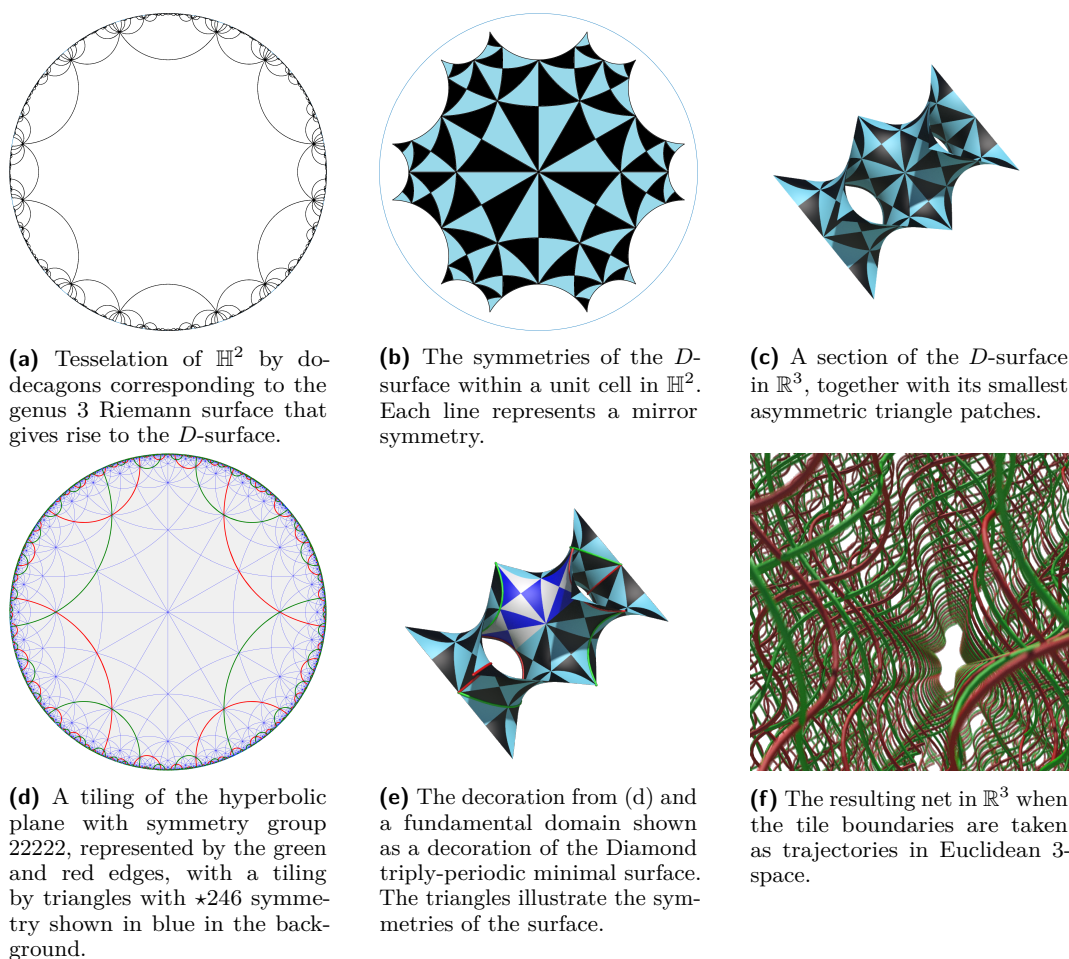 (a) Tesselation of ℍ² by do-
decagons corresponding to the
genus 3 Riemann surface that
gives rise to the D-surface.
(b) The symmetries of the D-
surface within a unit cell in ℍ².
Each line represents a mirror
symmetry.
(c) A section of the D-surface
in ℝ³, together with its smallest
asymmetric triangle patches.
(d) A tiling of the hyperbolic
plane with symmetry group
22222, represented by the green
and red edges, with a tiling
by triangles with ⋆246 symme-
try shown in blue in the back-
ground.
(e) The decoration from (d) and
a fundamental domain shown
as a decoration of the Diamond
triply-periodic minimal surface.
The triangles illustrate the sym-
metries of the surface.
(f) The resulting net in ℝ³ when
the tile boundaries are taken
as trajectories in Euclidean 3-
space.